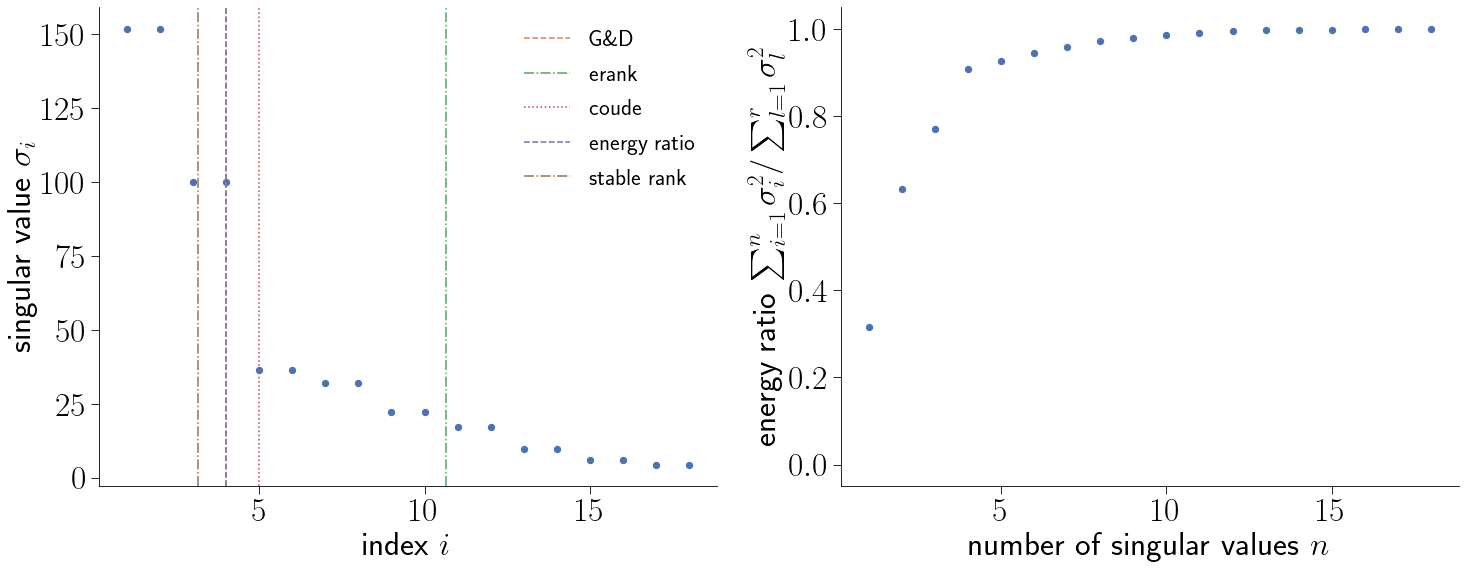 150
125
100
75
50
25
0
singular value σ_i
5 10 15
index i
G&D
erank
coude
energy ratio
stable rank
1.0
0.8
0.6
0.4
0.2
0.0
energy ratio ∑_{i=1}^{n} σ_i^2 / ∑_{l=1}^{r} σ_l^2
5 10 15
number of singular values n